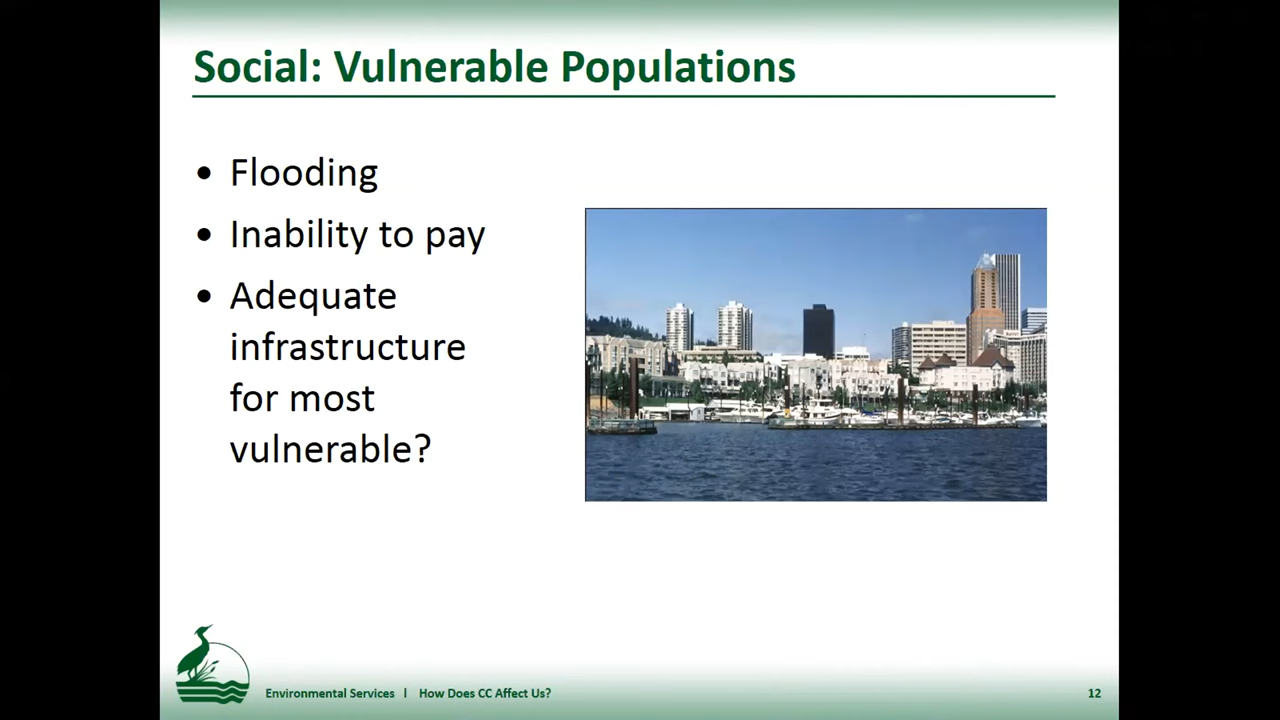 Social: Vulnerable Populations
• Flooding
• Inability to pay
• Adequate
infrastructure
for most
vulnerable?
Environmental Services | How Does CC Affect Us?
12